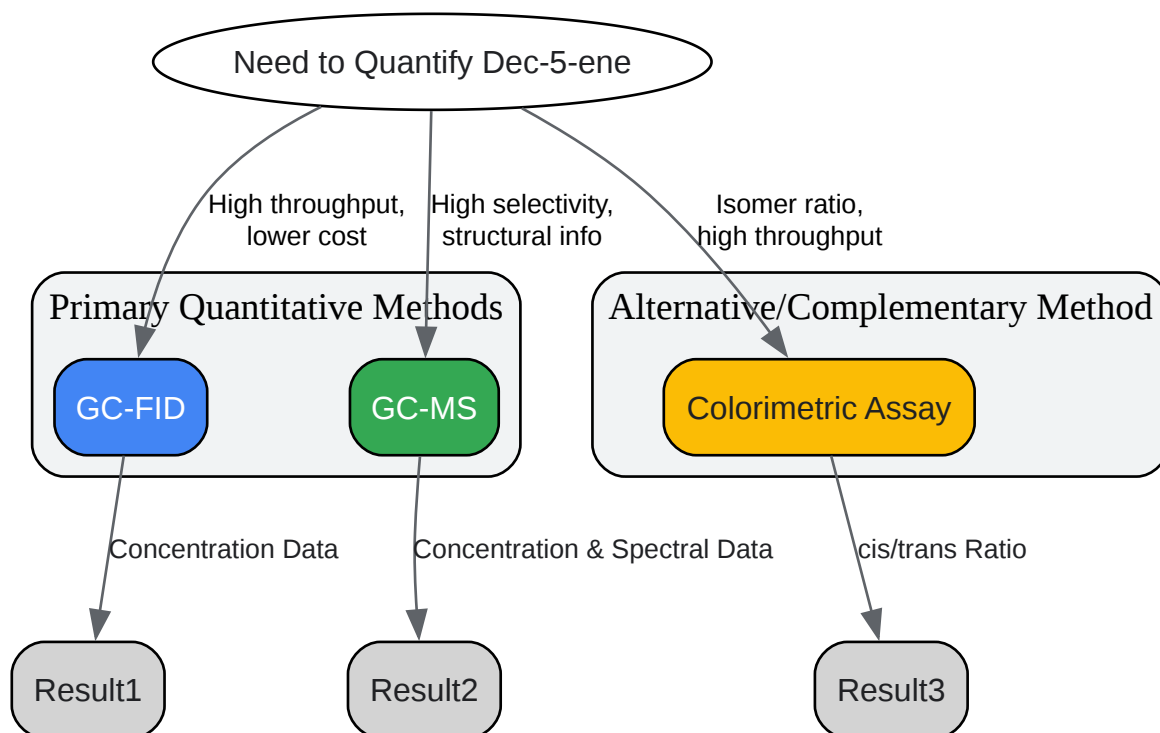 Need to Quantify Dec-5-ene
High throughput,
lower cost
High selectivity,
structural info
Isomer ratio,
high throughput
Primary Quantitative Methods
Alternative/Complementary Method
GC-FID
GC-MS
Colorimetric Assay
Concentration Data
Concentration & Spectral Data
cis/trans Ratio
Result1
Result2
Result3